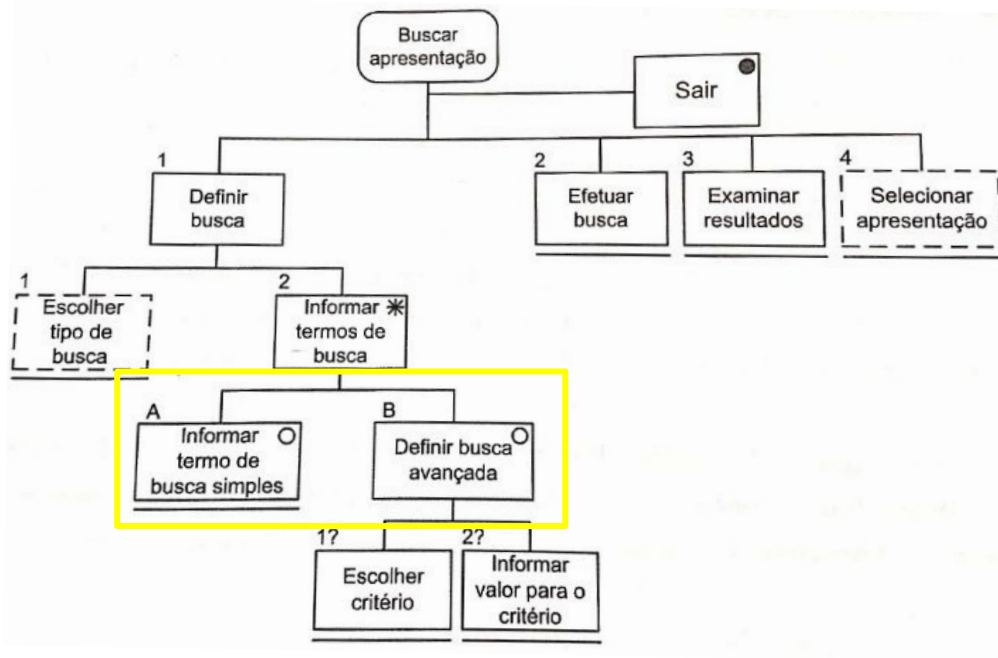 Buscar
apresentação
Sair
1
Definir
busca
2
Efetuar
busca
3
Examinar
resultados
4
Selecionar
apresentação
1
Escolher
tipo de
busca
2
Informar *
termos de
busca
A
Informar
termo de
busca simples
B
Definir busca
avançada
1?
Escolher
critério
2?
Informar
valor para o
critério